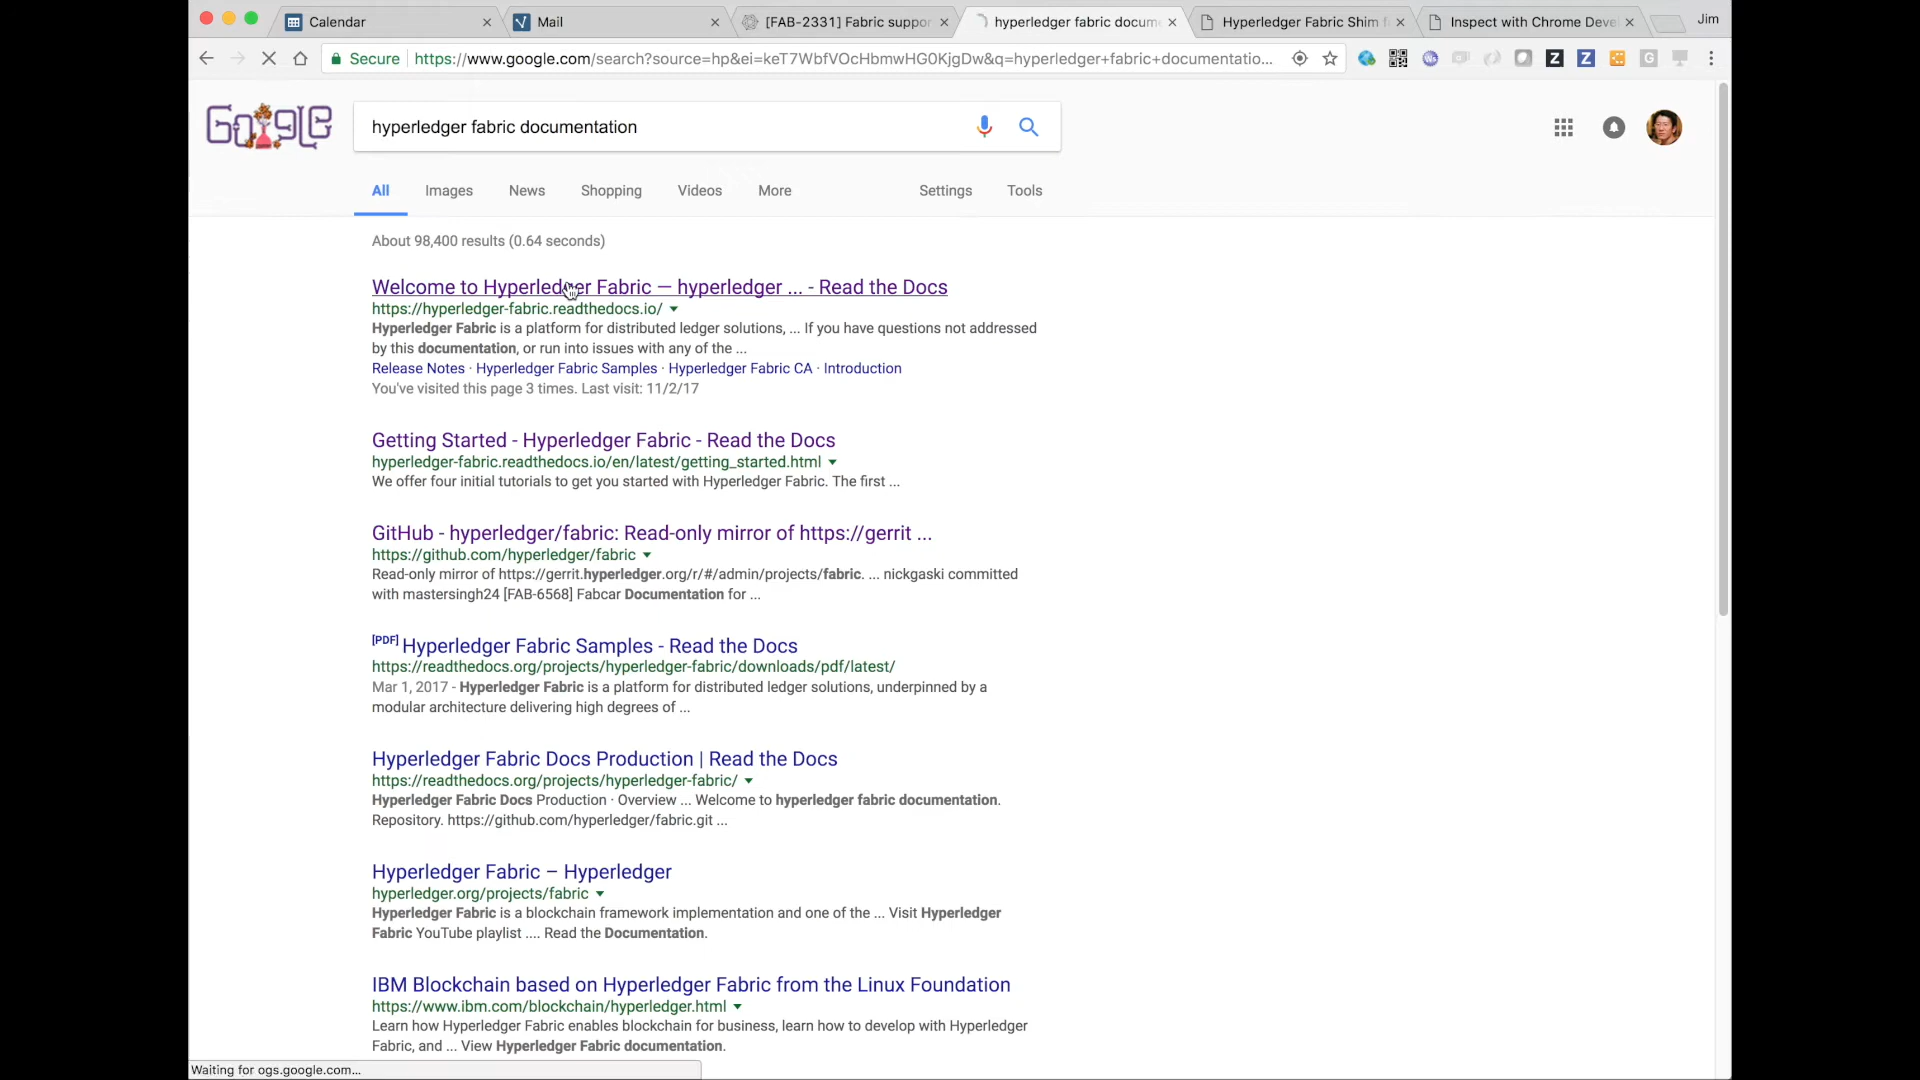 Calendar
Mail
[FAB-2331] Fabric suppor
hyperledger fabric docume
Hyperledger Fabric Shim f
Inspect with Chrome Deve
Jim
Secure
https://www.google.com/search?source=hp&ei=keT7WbfVOcHbmwHG0KjgDw&q=hyperledger+fabric+documentatio...
Google
hyperledger fabric documentation
All
Images
News
Shopping
Videos
More
Settings
Tools
About 98,400 results (0.64 seconds)
Welcome to Hyperledger Fabric — hyperledger ... - Read the Docs
https://hyperledger-fabric.readthedocs.io/
Hyperledger Fabric is a platform for distributed ledger solutions, ... If you have questions not addressed
by this documentation, or run into issues with any of the ...
Release Notes · Hyperledger Fabric Samples · Hyperledger Fabric CA · Introduction
You've visited this page 3 times. Last visit: 11/2/17
Getting Started - Hyperledger Fabric - Read the Docs
hyperledger-fabric.readthedocs.io/en/latest/getting_started.html
We offer four initial tutorials to get you started with Hyperledger Fabric. The first ...
GitHub - hyperledger/fabric: Read-only mirror of https://gerrit ...
https://github.com/hyperledger/fabric
Read-only mirror of https://gerrit.hyperledger.org/r/#/admin/projects/fabric. ... nickgaski committed
with mastersingh24 [FAB-6568] Fabcar Documentation for ...
[PDF] Hyperledger Fabric Samples - Read the Docs
https://readthedocs.org/projects/hyperledger-fabric/downloads/pdf/latest/
Mar 1, 2017 - Hyperledger Fabric is a platform for distributed ledger solutions, underpinned by a
modular architecture delivering high degrees of ...
Hyperledger Fabric Docs Production | Read the Docs
https://readthedocs.org/projects/hyperledger-fabric/
Hyperledger Fabric Docs Production · Overview ... Welcome to hyperledger fabric documentation.
Repository. https://github.com/hyperledger/fabric.git ...
Hyperledger Fabric – Hyperledger
hyperledger.org/projects/fabric
Hyperledger Fabric is a blockchain framework implementation and one of the ... Visit Hyperledger
Fabric YouTube playlist .... Read the Documentation.
IBM Blockchain based on Hyperledger Fabric from the Linux Foundation
https://www.ibm.com/blockchain/hyperledger.html
Learn how Hyperledger Fabric enables blockchain for business, learn how to develop with Hyperledger
Fabric, and ... View Hyperledger Fabric documentation.
Waiting for ogs.google.com...